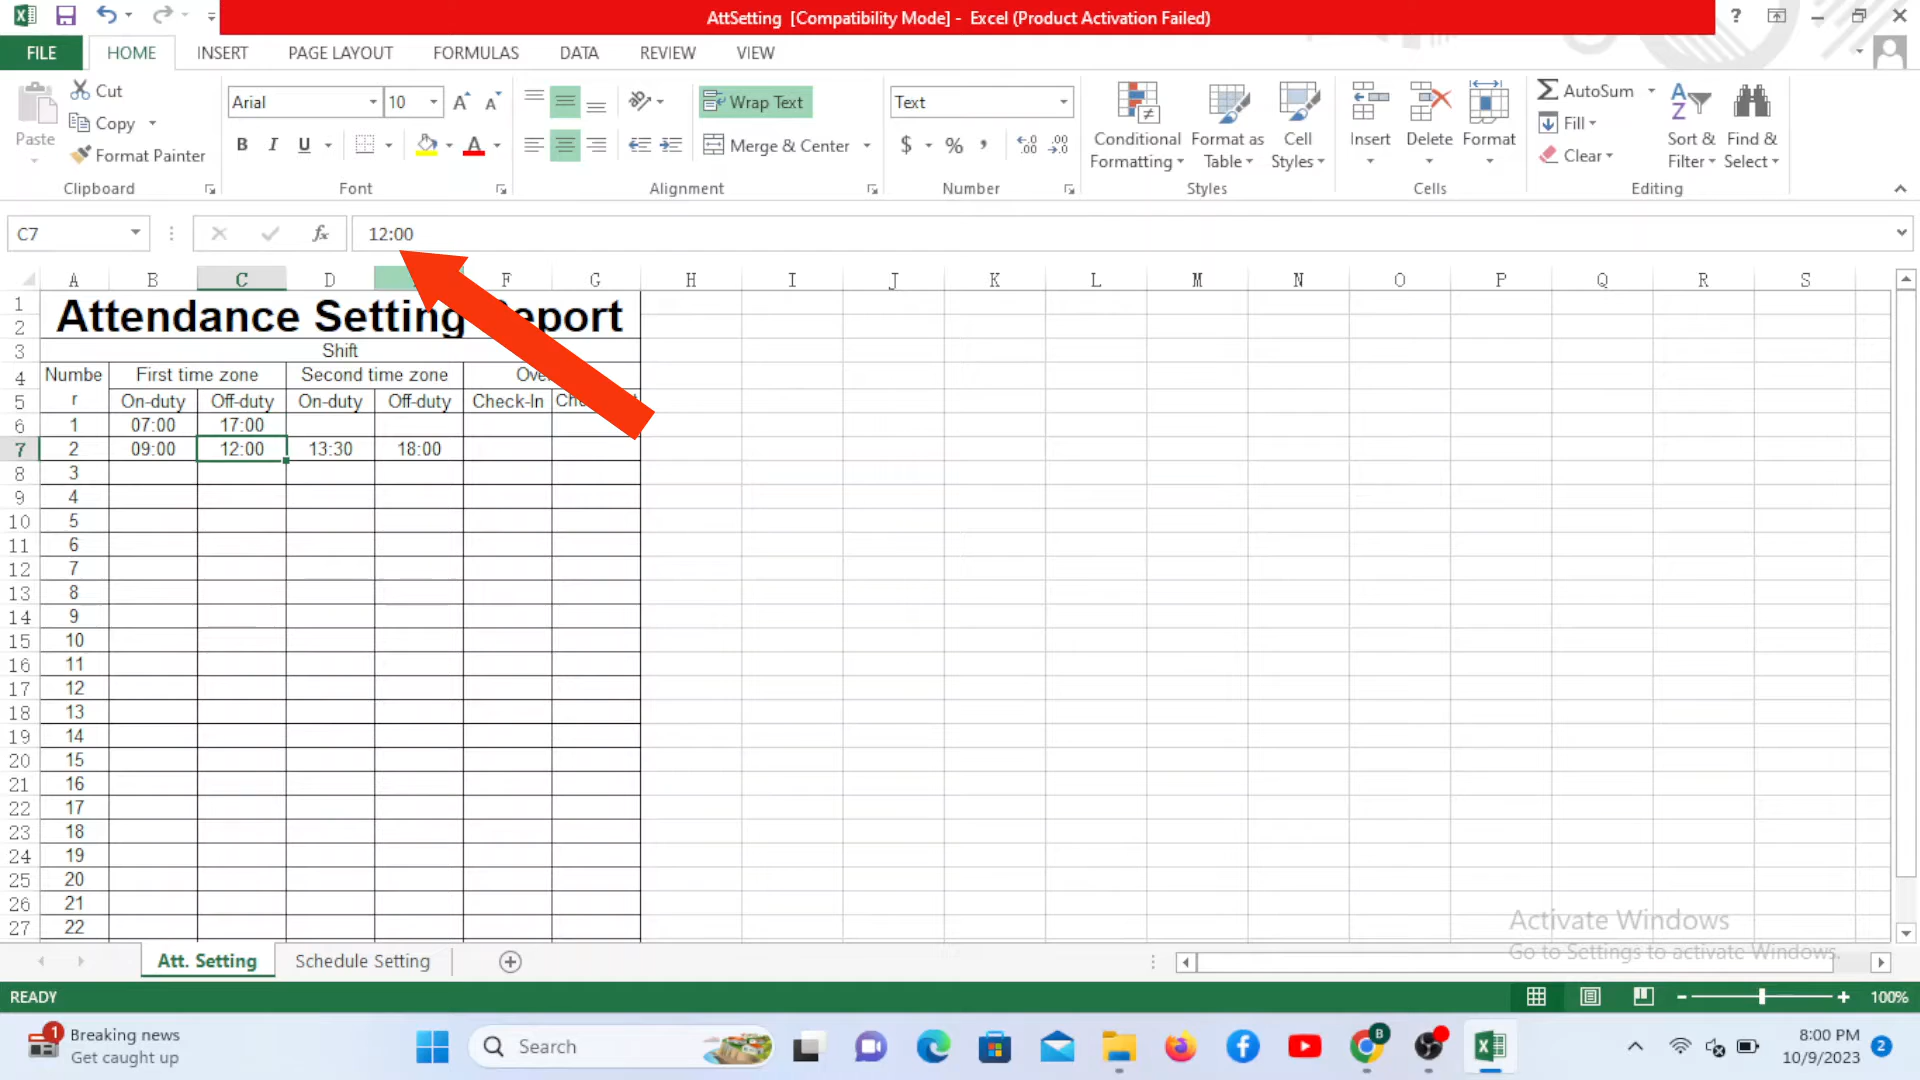 AttSetting [Compatibility Mode] - Excel (Product Activation Failed)
FILE HOME INSERT PAGE LAYOUT FORMULAS DATA REVIEW VIEW
Paste
Cut
Copy
Format Painter
Clipboard
Arial 10
B I U
Font
Wrap Text
Merge & Center
Alignment
Text
$ % ,
Number
Conditional Formatting
Format as Table
Cell Styles
Styles
Insert Delete Format
Cells
AutoSum
Fill
Clear
Sort & Filter
Find & Select
Editing
C7 fx 12:00
A B C D F G H I J K L M N O P Q R S
1
2
Attendance Setting
3 Shift
4 Numbe First time zone Second time zone
5 r On-duty Off-duty On-duty Off-duty Check-In
6 1 07:00 17:00
7 2 09:00 12:00 13:30 18:00
8 3
9 4
10 5
11 6
12 7
13 8
14 9
15 10
16 11
17 12
18 13
19 14
20 15
21 16
22 17
23 18
24 19
25 20
26 21
27 22
Activate Windows
Go to Settings to activate Windows.
Att. Setting Schedule Setting
READY 100%
1 Breaking news
Get caught up
Search
B
8:00 PM
10/9/2023
2